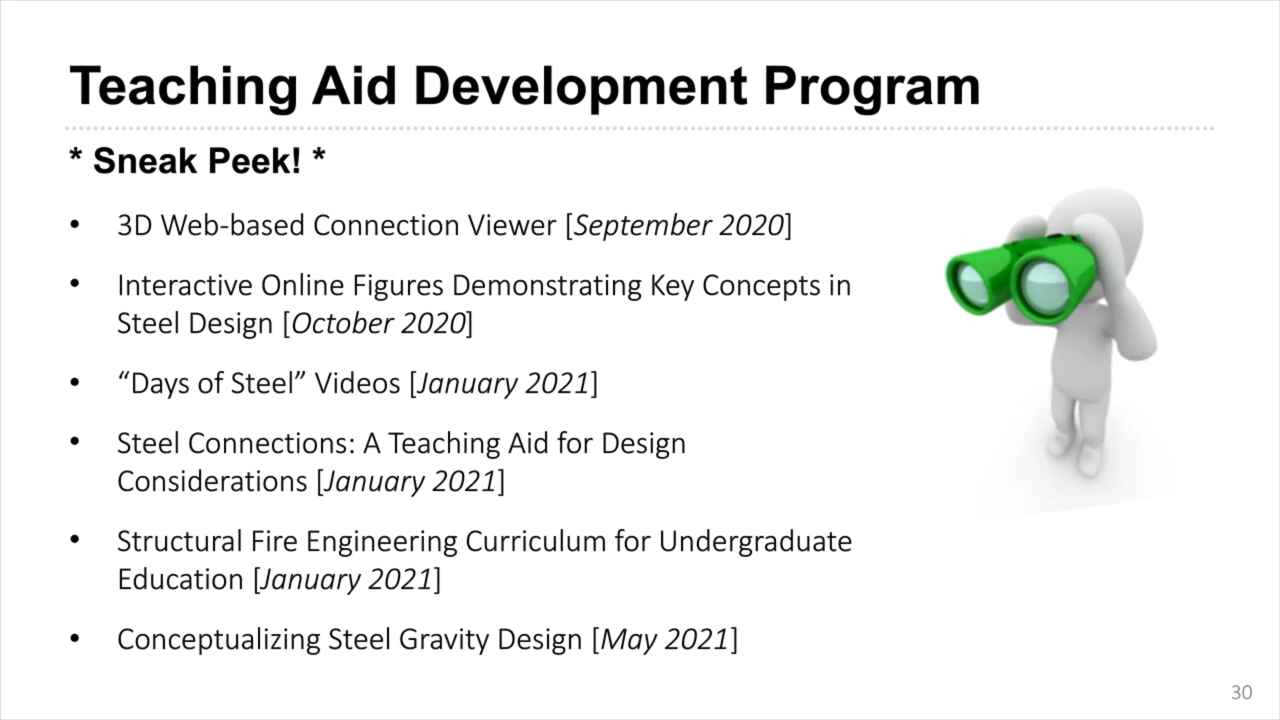 Teaching Aid Development Program
* Sneak Peek! *
• 3D Web-based Connection Viewer [September 2020]
• Interactive Online Figures Demonstrating Key Concepts in
Steel Design [October 2020]
• “Days of Steel” Videos [January 2021]
• Steel Connections: A Teaching Aid for Design
Considerations [January 2021]
• Structural Fire Engineering Curriculum for Undergraduate
Education [January 2021]
• Conceptualizing Steel Gravity Design [May 2021]
30